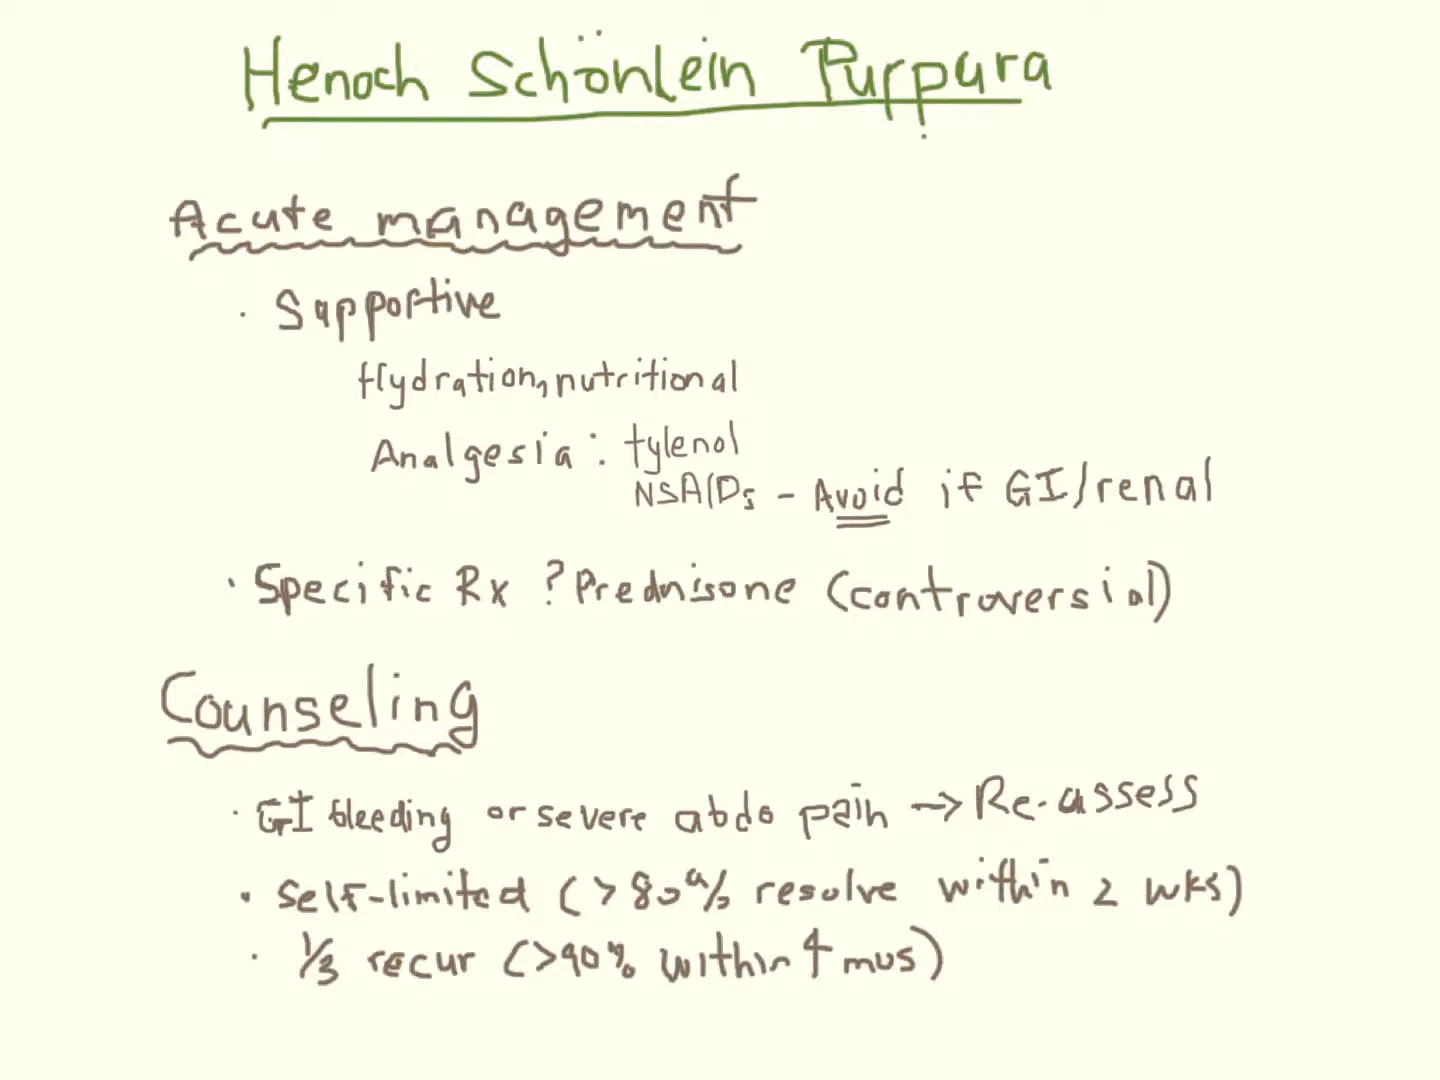 Henoch Schönlein Purpura
Acute management
· Supportive
Hydration, nutritional
Analgesia: tylenol
NSAIDs - Avoid if GI/renal
· Specific Rx ? Prednisone (controversial)
Counseling
· GI bleeding or severe abdo pain → Re-assess
· Self-limited (>80% resolve within 2 wks)
· 1/3 recur (>90% within 4 mos)